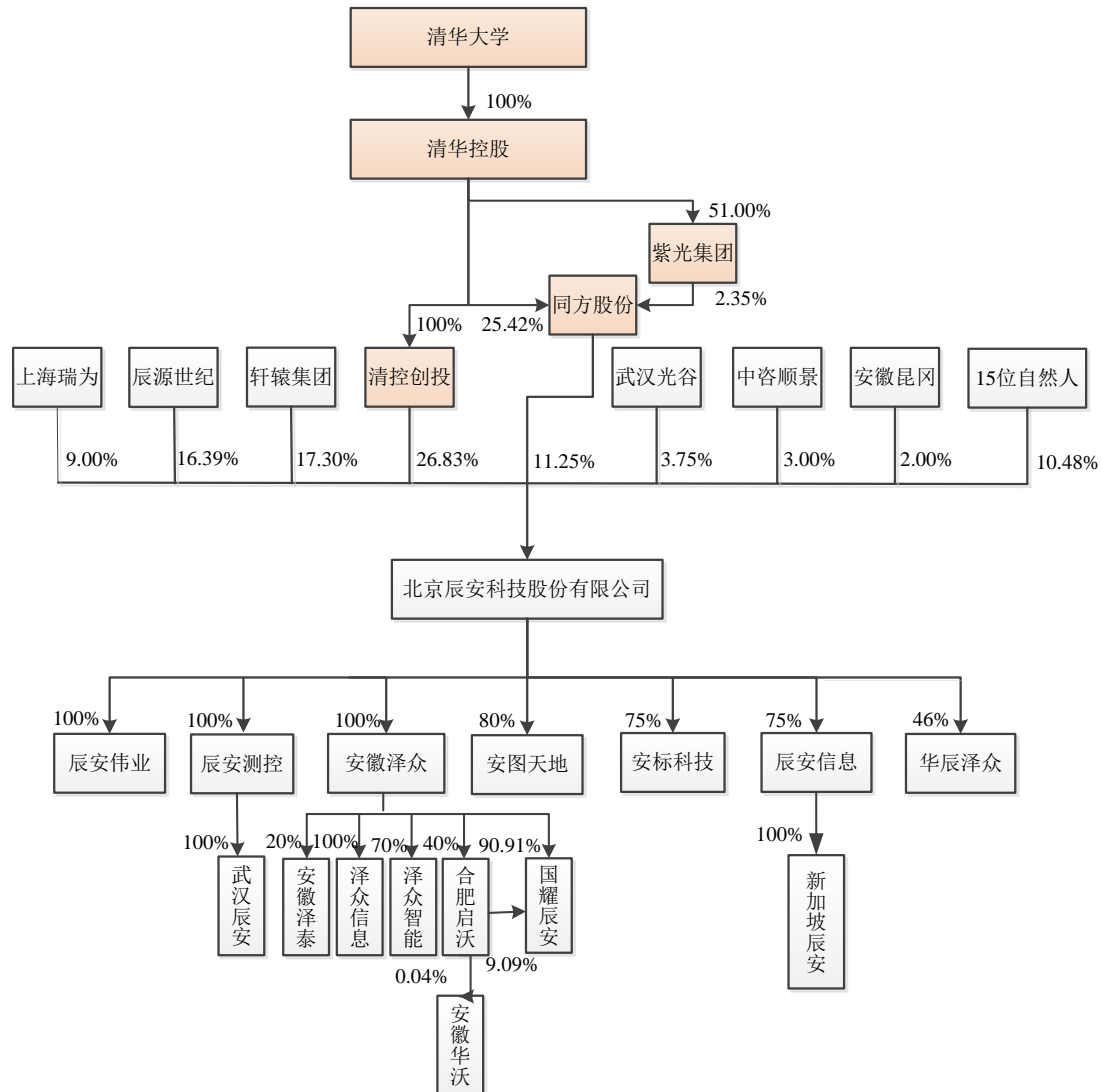 清华大学
100%
清华控股
51.00%
紫光集团
2.35%
同方股份
100%
25.42%
上海瑞为
辰源世纪
轩辕集团
清控创投
武汉光谷
中咨顺景
安徽昆冈
15位自然人
9.00%
16.39%
17.30%
26.83%
11.25%
3.75%
3.00%
2.00%
10.48%
北京辰安科技股份有限公司
100%
100%
100%
80%
75%
75%
46%
辰安伟业
辰安测控
安徽泽众
安图天地
安标科技
辰安信息
华辰泽众
100%
20%
100%
70%
40%
90.91%
100%
武汉辰安
安徽泽泰
泽众信息
泽众智能
合肥启沃
国耀辰安
新加坡辰安
0.04%
9.09%
安徽华沃